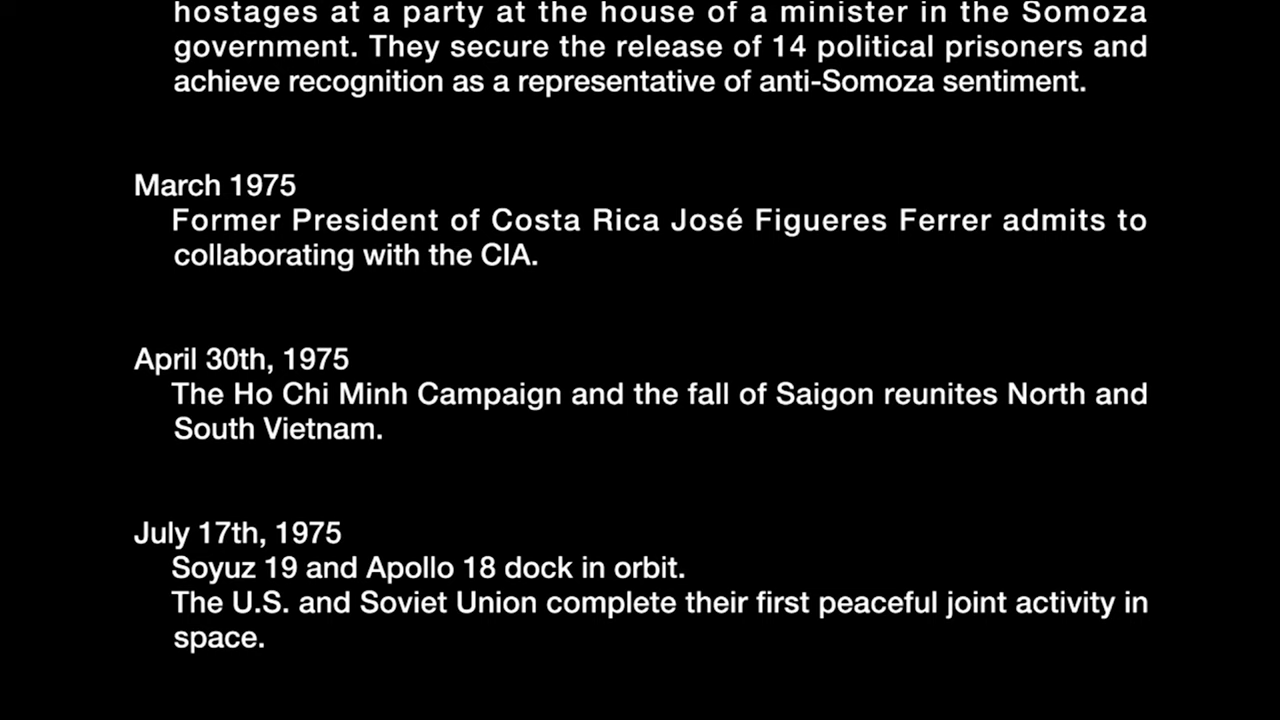 hostages at a party at the house of a minister in the Somoza
government. They secure the release of 14 political prisoners and
achieve recognition as a representative of anti-Somoza sentiment.
March 1975
Former President of Costa Rica José Figueres Ferrer admits to
collaborating with the CIA.
April 30th, 1975
The Ho Chi Minh Campaign and the fall of Saigon reunites North and
South Vietnam.
July 17th, 1975
Soyuz 19 and Apollo 18 dock in orbit.
The U.S. and Soviet Union complete their first peaceful joint activity in
space.